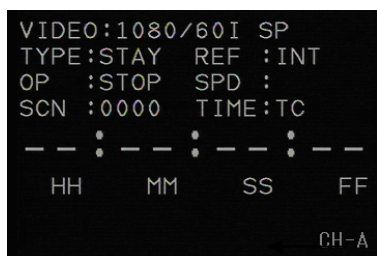 VIDEO:1080/60I SP
TYPE:STAY REF :INT
OP :STOP SPD :
SCN :0000 TIME:TC
--:--:--:--
HH MM SS FF
CH-A